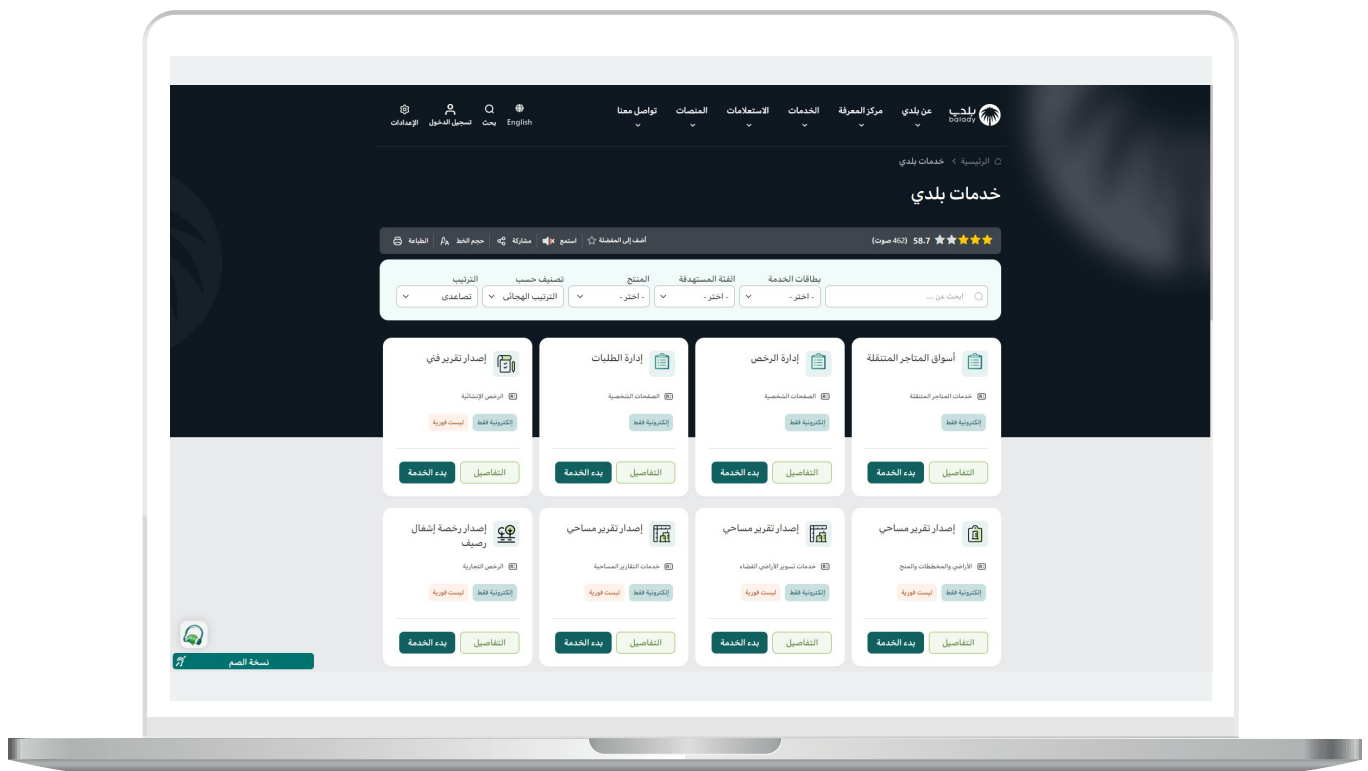 بلدي
balady
عن بلدي
مركز المعرفة
الخدمات
الاستعلامات
المنصات
تواصل معنا
English
بحث
تسجيل الدخول
الإعدادات
الرئيسية
خدمات بلدي
خدمات بلدي
58.7 (462 صوت)
أضف إلى المفضلة
استمع
مشاركة
حجم الخط
الطباعة
بطاقات الخدمة
الفئة المستهدفة
المنتج
تصنيف حسب
الترتيب
ابحث عن ....
- اختر -
- اختر -
- اختر -
الترتيب الهجائي
تصاعدي
أسواق المتاجر المتنقلة
خدمات المتاجر المتنقلة
إلكترونية فقط
التفاصيل
بدء الخدمة
إدارة الرخص
الصفحات الشخصية
إلكترونية فقط
التفاصيل
بدء الخدمة
إدارة الطلبات
الصفحات الشخصية
إلكترونية فقط
التفاصيل
بدء الخدمة
إصدار تقرير فني
الرخص الإنشائية
إلكترونية فقط
ليست فورية
التفاصيل
بدء الخدمة
إصدار تقرير مساحي
الأراضي والمخططات والمنح
إلكترونية فقط
ليست فورية
التفاصيل
بدء الخدمة
إصدار تقرير مساحي
خدمات تسوير الأراضي الفضاء
إلكترونية فقط
ليست فورية
التفاصيل
بدء الخدمة
إصدار تقرير مساحي
خدمات التقارير المساحية
إلكترونية فقط
ليست فورية
التفاصيل
بدء الخدمة
إصدار رخصة إشغال
رصيف
الرخص التجارية
إلكترونية فقط
ليست فورية
التفاصيل
بدء الخدمة
نسخة الصم